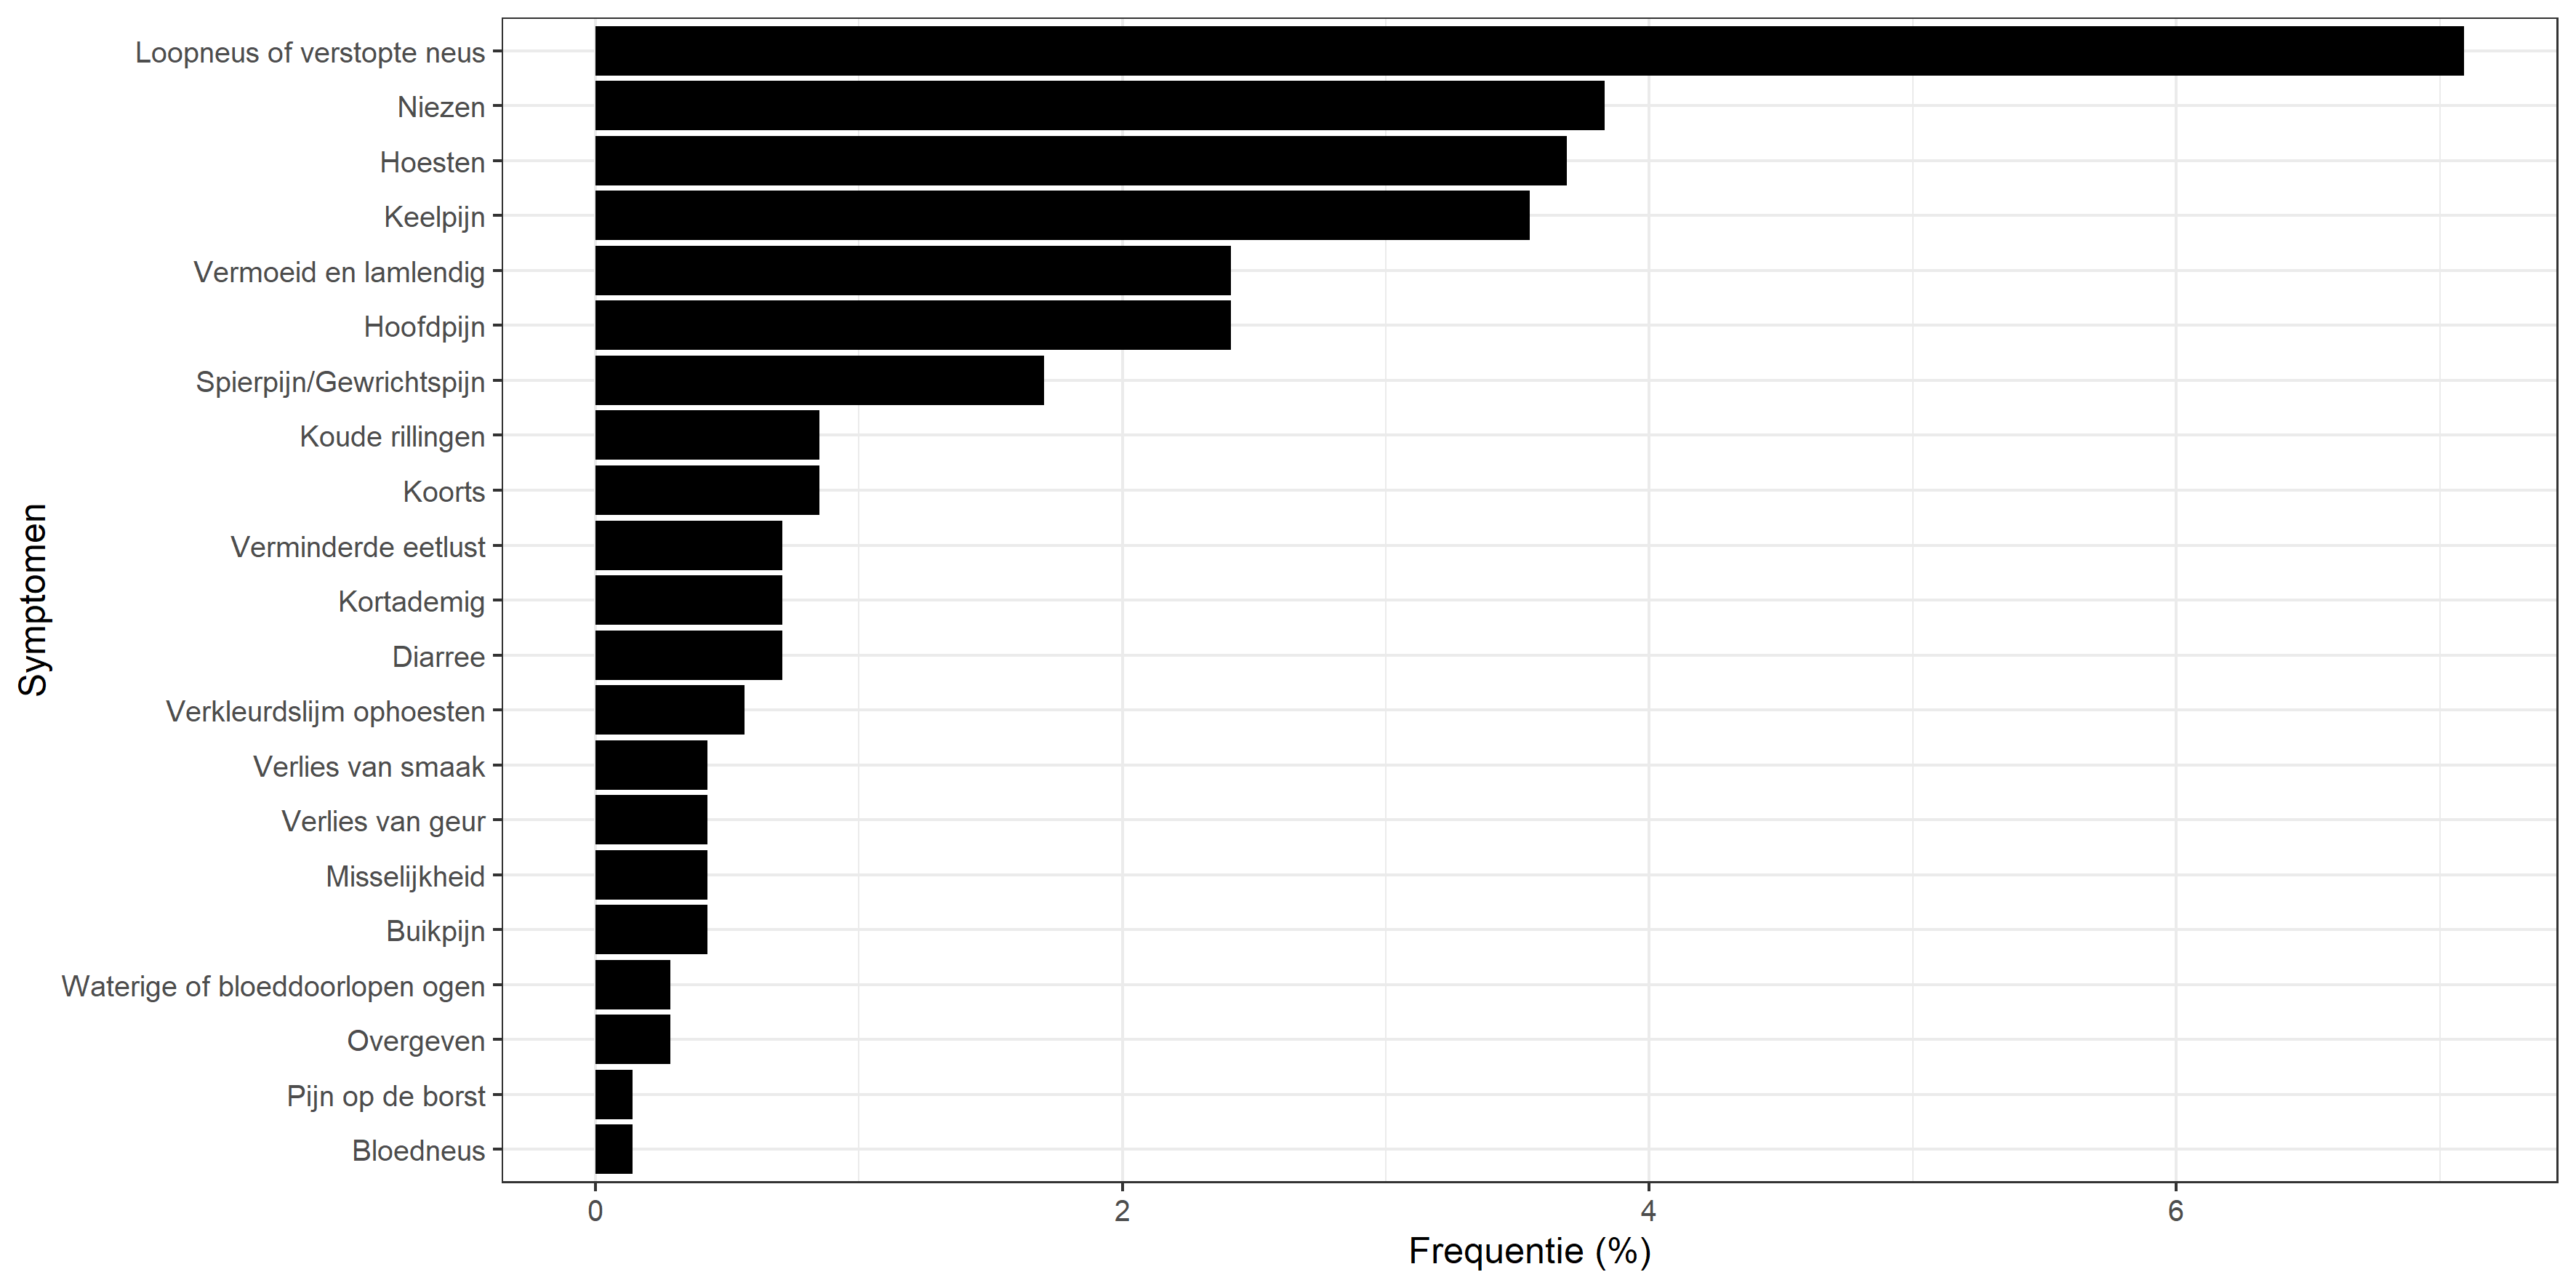 Loopneus of verstopte neus
Niezen
Hoesten
Keelpijn
Vermoeid en lamlendig
Hoofdpijn
Spierpijn/Gewrichtspijn
Koude rillingen
Koorts
Verminderde eetlust
Kortademig
Diarree
Verkleurdslijm ophoesten
Verlies van smaak
Verlies van geur
Misselijkheid
Buikpijn
Waterige of bloeddoorlopen ogen
Overgeven
Pijn op de borst
Bloedneus
Symptomen
0 2 4 6
Frequentie (%)